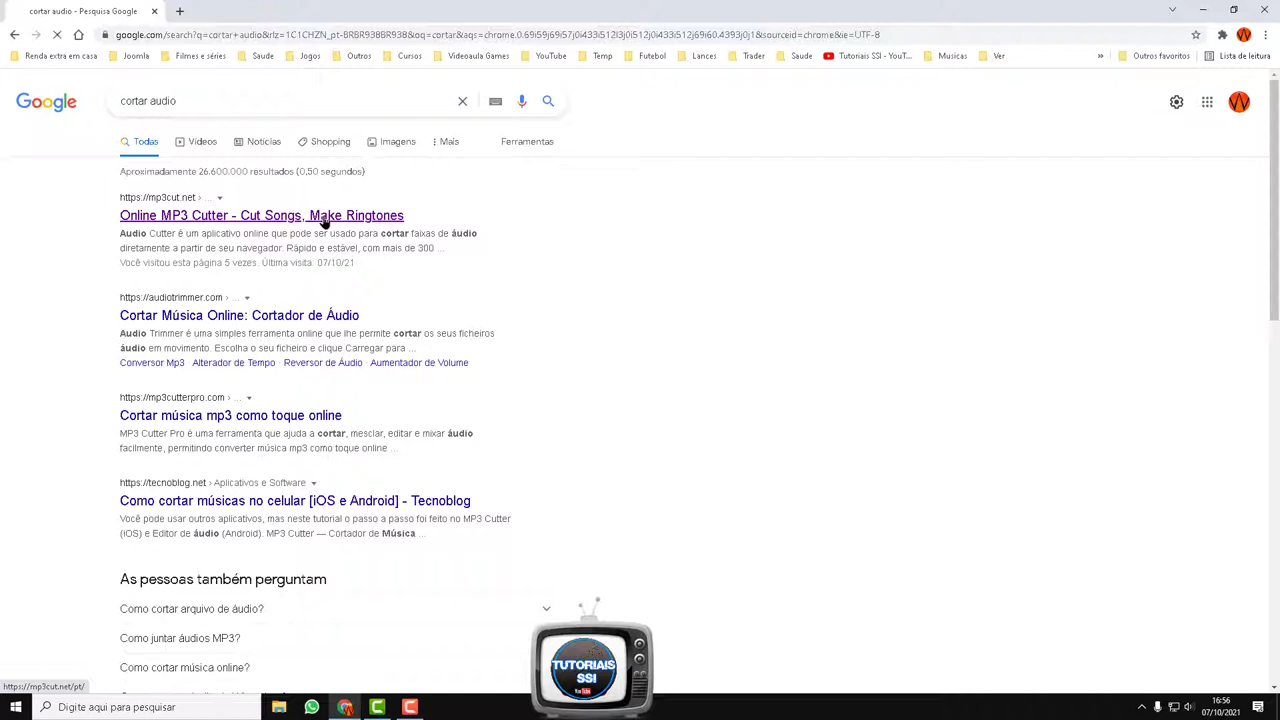 cortar audio - Pesquisa Google
google.com/search?q=cortar+audio&rlz=1C1CHZN_pt-BRBR938BR938&oq=cortar&aqs=chrome.0.69i59j69i57j0i512l3j0i512j0i433i512j69i60.4393j0j1&sourceid=chrome&ie=UTF-8
Renda extra em casa
Jomla
Filmes e séries
Saude
Jogos
Outros
Cursos
Videoaula Games
YouTube
Temp
Futebol
Lances
Trader
Saude
Tutoriais SSI - YouT...
Musicas
Ver
»
Outros favoritos
Lista de leitura
Google
cortar audio
Todas
Vídeos
Notícias
Shopping
Imagens
Mais
Ferramentas
Aproximadamente 26.600.000 resultados (0,50 segundos)
https://mp3cut.net › ...
Online MP3 Cutter - Cut Songs, Make Ringtones
Audio Cutter é um aplicativo online que pode ser usado para cortar faixas de áudio
diretamente a partir de seu navegador. Rápido e estável, com mais de 300 ...
Você visitou esta página 5 vezes. Última visita: 07/10/21
https://audiotrimmer.com › ...
Cortar Música Online: Cortador de Áudio
Audio Trimmer é uma simples ferramenta online que lhe permite cortar os seus ficheiros
áudio em movimento. Escolha o seu ficheiro e clique Carregar para ...
Conversor Mp3 · Alterador de Tempo · Reversor de Áudio · Aumentador de Volume
https://mp3cutterpro.com › ...
Cortar música mp3 como toque online
MP3 Cutter Pro é uma ferramenta que ajuda a cortar, mesclar, editar e mixar áudio
facilmente, permitindo converter música mp3 como toque online ...
https://tecnoblog.net › Aplicativos e Software
Como cortar músicas no celular [iOS e Android] - Tecnoblog
Você pode usar outros aplicativos, mas neste tutorial o passo a passo foi feito no MP3 Cutter
(iOS) e Editor de áudio (Android). MP3 Cutter — Cortador de Música ...
As pessoas também perguntam
Como cortar arquivo de áudio?
Como juntar áudios MP3?
Como cortar música online?
TUTORIAIS
SSI
You Tube
https://mp3cut.net/pt/
Digite aqui para pesquisar
16:56
07/10/2021